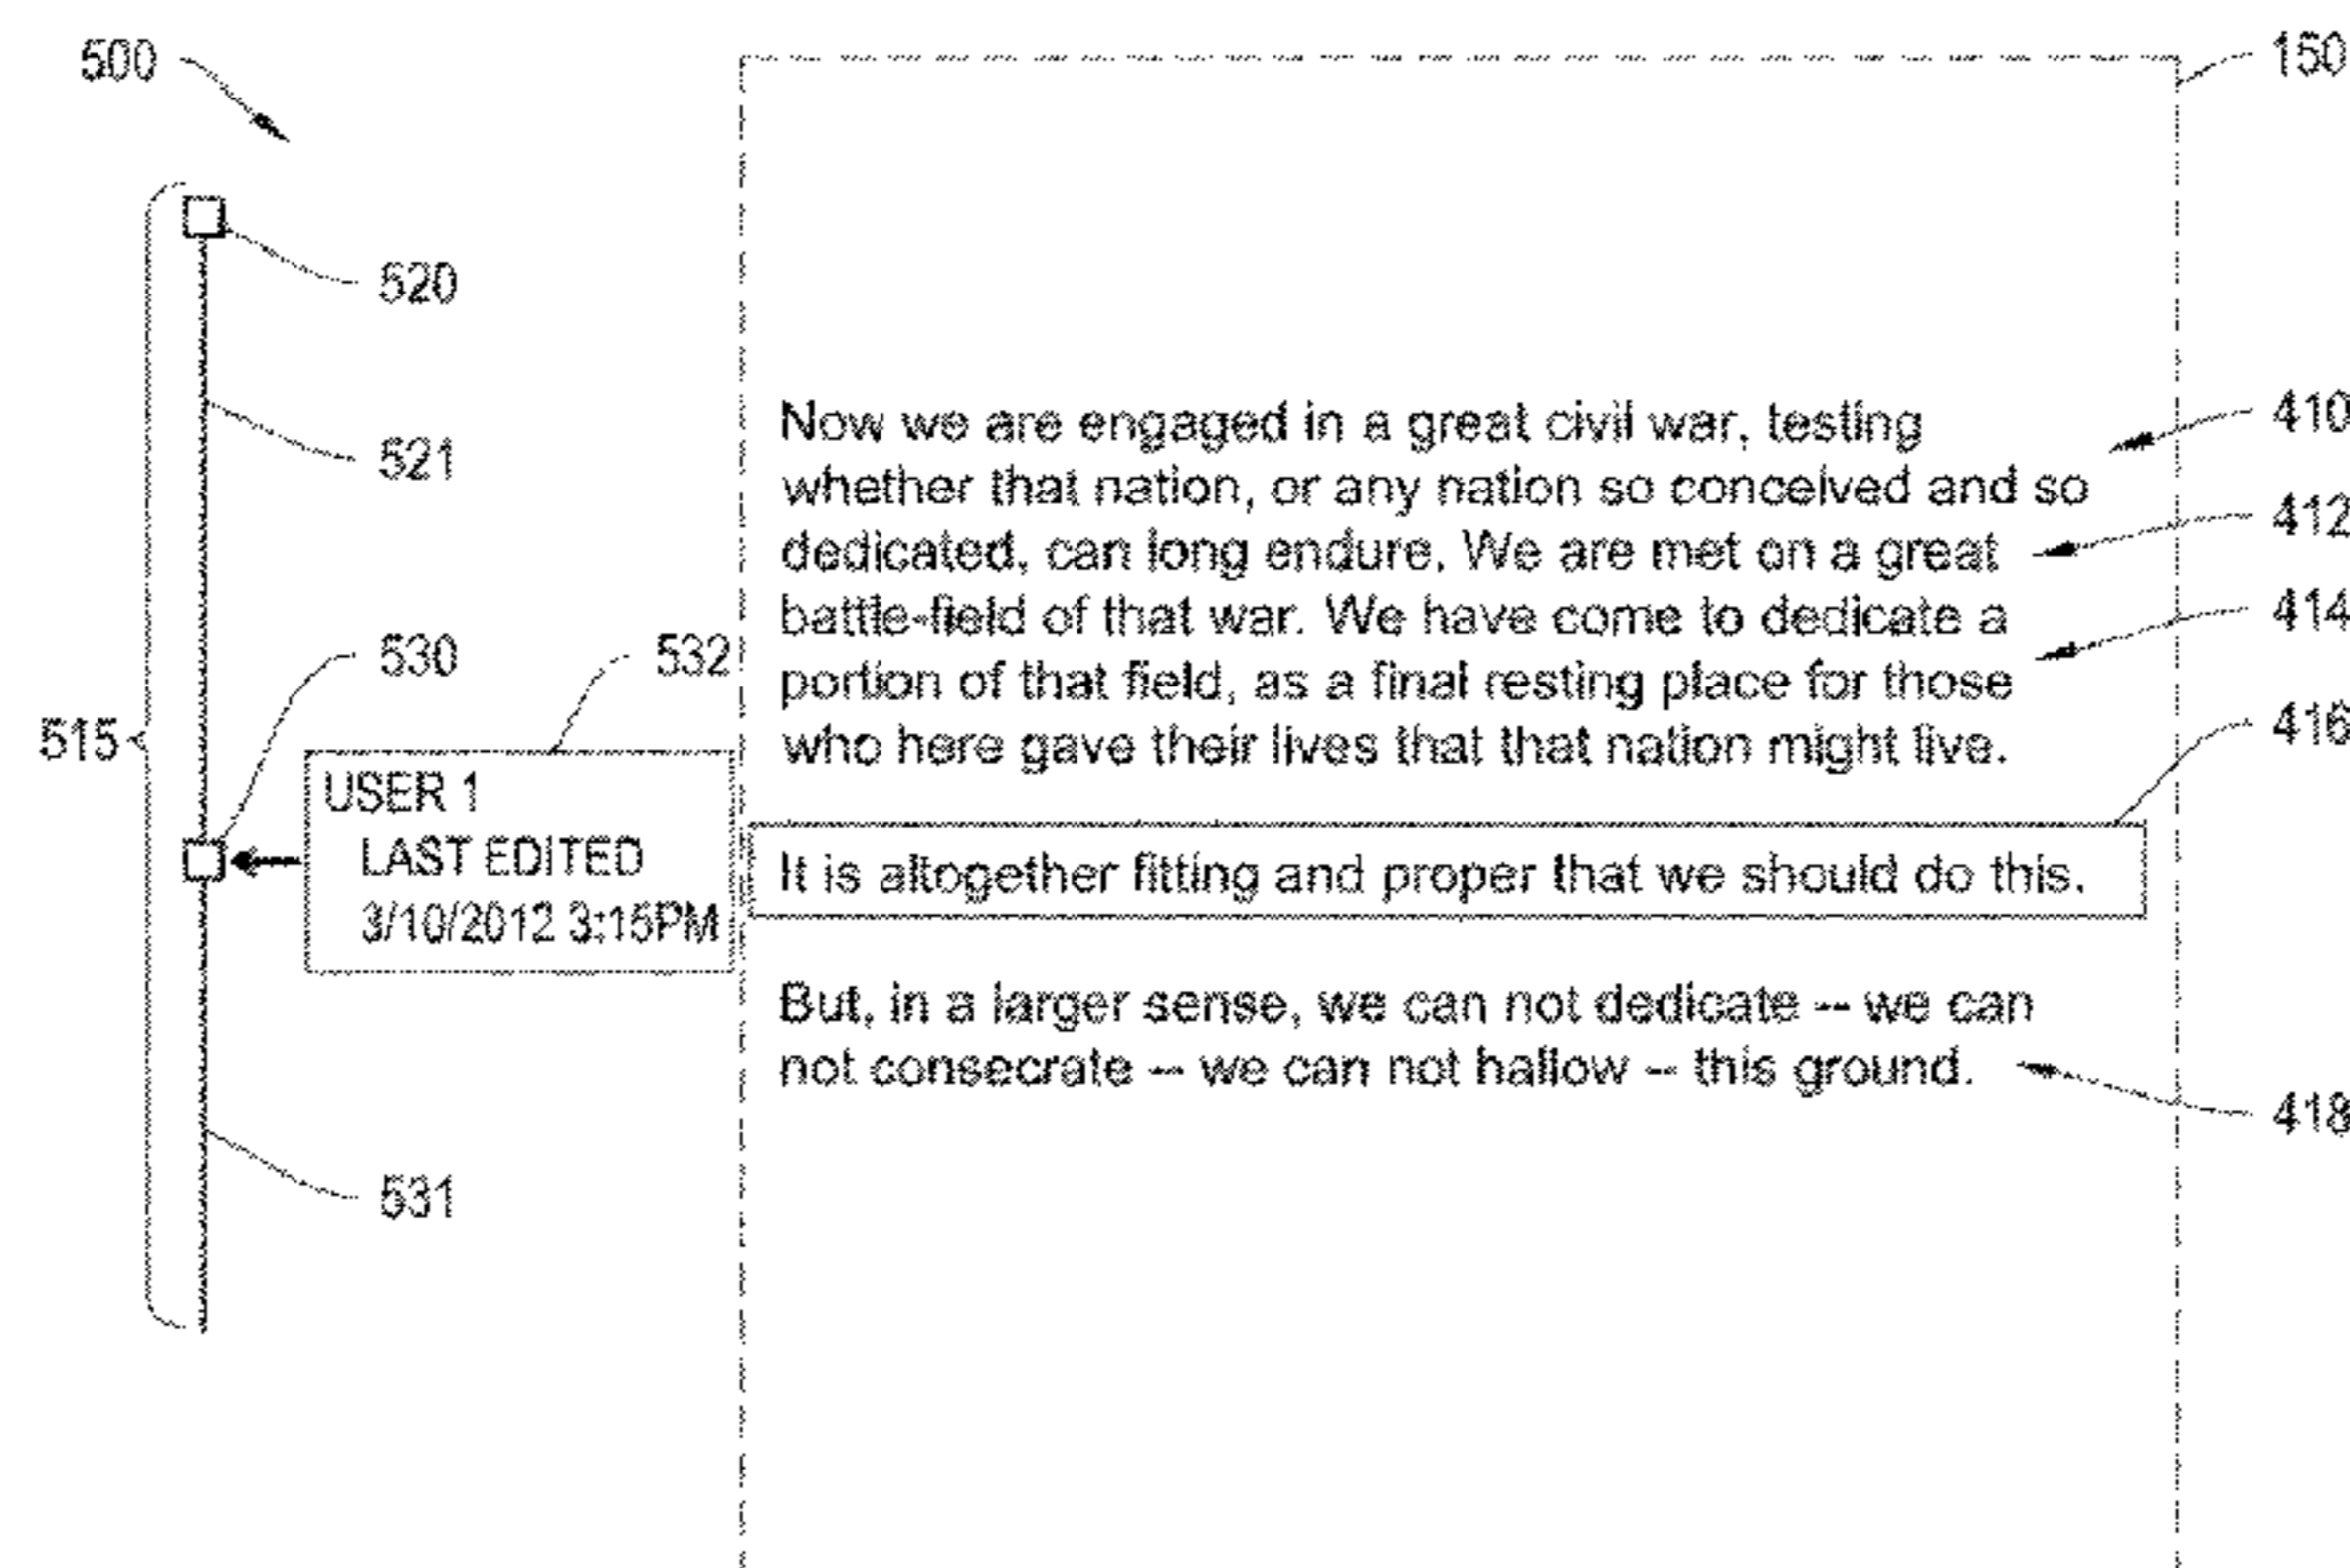 500
150
520
521
Now we are engaged in a great civil war, testing
410
whether that nation, or any nation so conceived and so
412
dedicated, can long endure. We are met on a great
battle-field of that war. We have come to dedicate a
414
530
532
portion of that field, as a final resting place for those
416
515
who here gave their lives that that nation might live.
USER 1
LAST EDITED
3/10/2012 3:15PM
It is altogether fitting and proper that we should do this.
But, in a larger sense, we can not dedicate -- we can
not consecrate -- we can not hallow -- this ground.
418
531